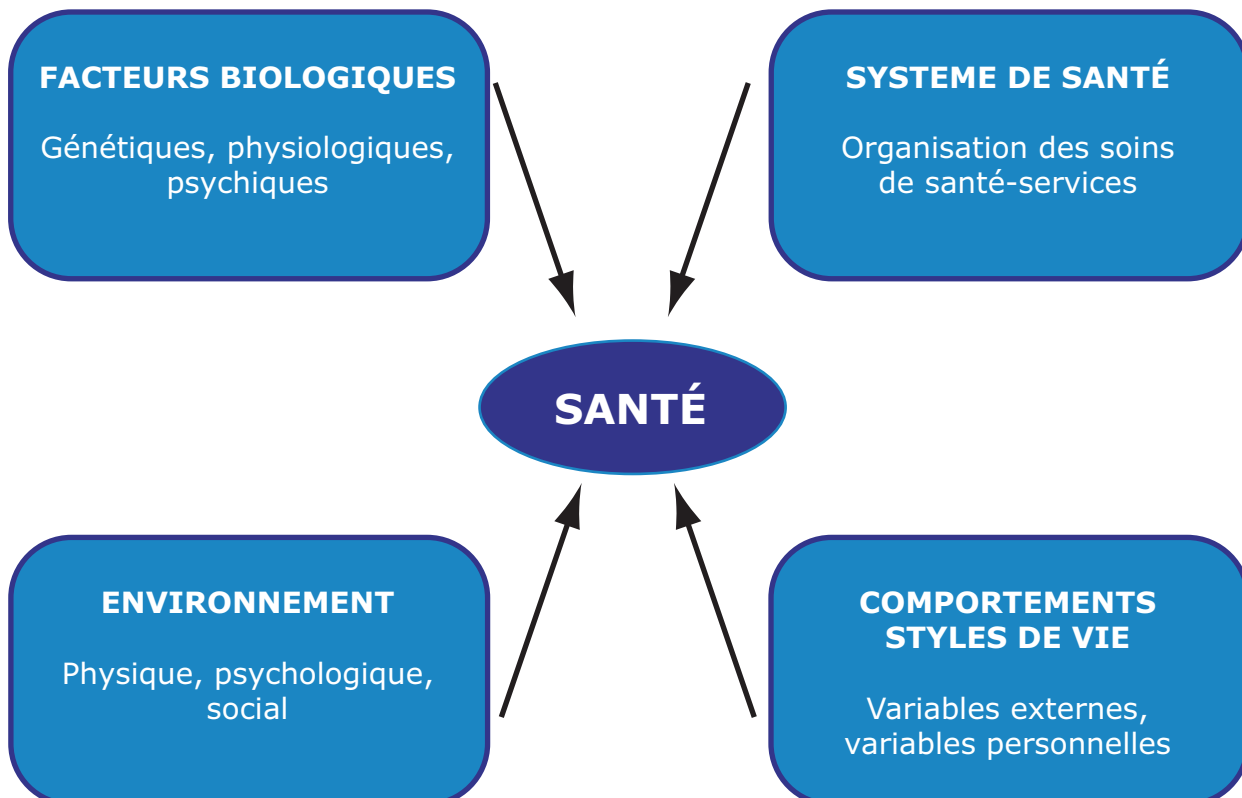 FACTEURS BIOLOGIQUES
Génétiques, physiologiques,
psychiques
SYSTEME DE SANTÉ
Organisation des soins
de santé-services
SANTÉ
ENVIRONNEMENT
Physique, psychologique,
social
COMPORTEMENTS
STYLES DE VIE
Variables externes,
variables personnelles